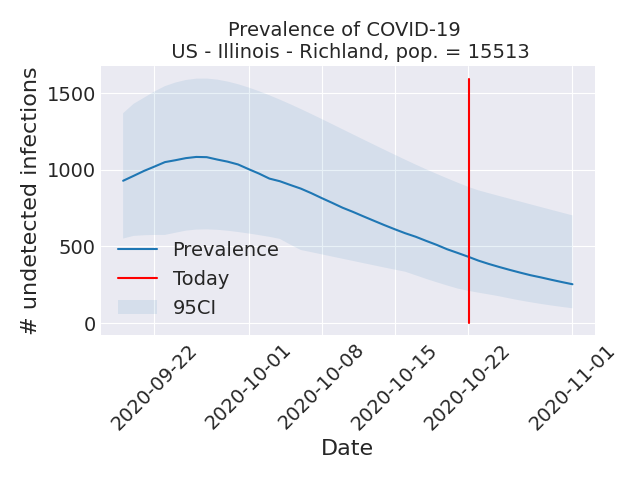 Prevalence of COVID-19
US - Illinois - Richland, pop. = 15513
# undetected infections
1500
1000
500
0
Prevalence
Today
95CI
2020-09-22
2020-10-01
2020-10-08
2020-10-15
2020-10-22
2020-11-01
Date